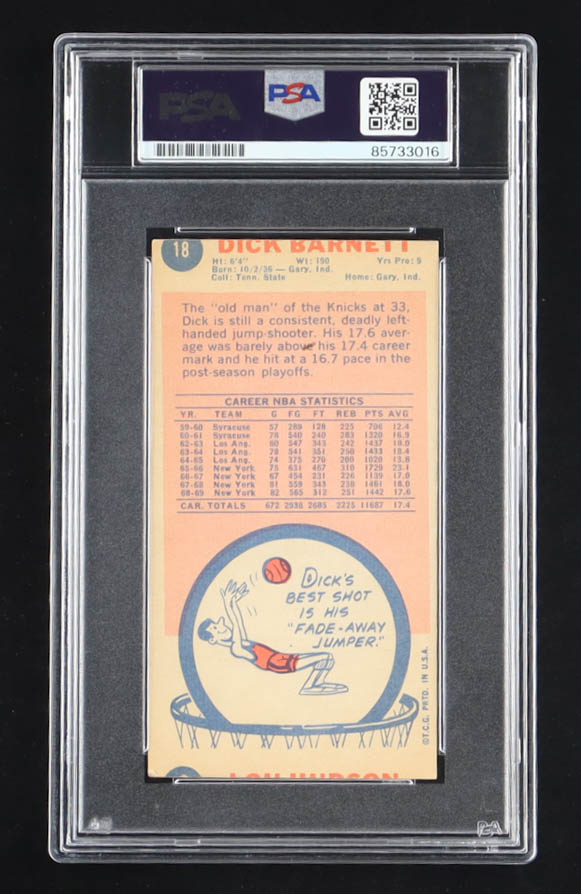 PSA
PSA
85733016
18 DICK BARNETT
Ht: 6'4" Wt: 190 Yrs Pro: 9
Born: 10/2/36 — Gary, Ind.
Coll: Tenn. State Home: Gary, Ind.
The "old man" of the Knicks at 33,
Dick is still a consistent, deadly left-
handed jump-shooter. His 17.6 aver-
age was barely above his 17.4 career
mark and he hit at a 16.7 pace in the
post-season playoffs.
CAREER NBA STATISTICS
YR. TEAM G FG FT REB PTS AVG
59-60 Syracuse 57 289 128 225 706 12.4
60-61 Syracuse 78 540 240 283 1320 16.9
62-63 Los Ang. 80 547 343 242 1437 18.0
63-64 Los Ang. 78 541 351 250 1433 18.4
64-65 Los Ang. 74 375 270 200 1020 13.8
65-66 New York 75 631 467 310 1729 23.1
66-67 New York 67 454 231 226 1139 17.0
67-68 New York 81 559 343 238 1461 18.0
68-69 New York 82 565 312 251 1442 17.6
CAR. TOTALS 672 2938 2685 2225 11687 17.4
DICK'S
BEST SHOT
IS HIS
"FADE-AWAY
JUMPER."
©T.C.G. PRTD. IN U.S.A.
LOU HUDSON
PSA